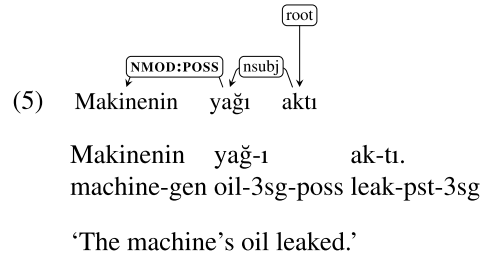 root
NMOD:POSS nsubj
(5) Makinenin yağı aktı
Makinenin yağ-ı ak-tı.
machine-gen oil-3sg-poss leak-pst-3sg
‘The machine’s oil leaked.’